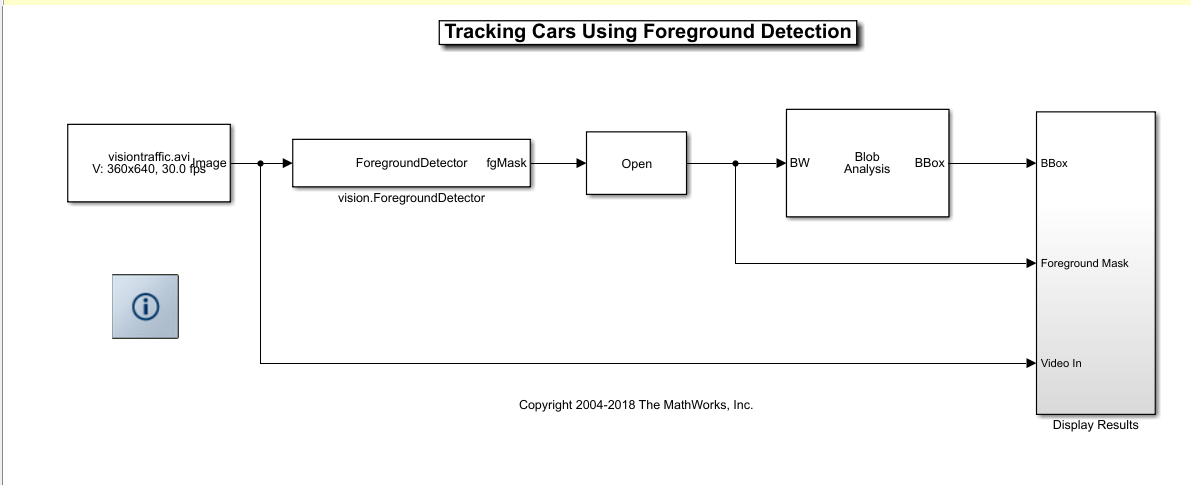 Tracking Cars Using Foreground Detection
visiontraffic.avi
V: 360x640, 30.0 fps
Image
ForegroundDetector
fgMask
vision.ForegroundDetector
Open
BW
Blob
Analysis
BBox
BBox
Foreground Mask
Video In
Display Results
Copyright 2004-2018 The MathWorks, Inc.